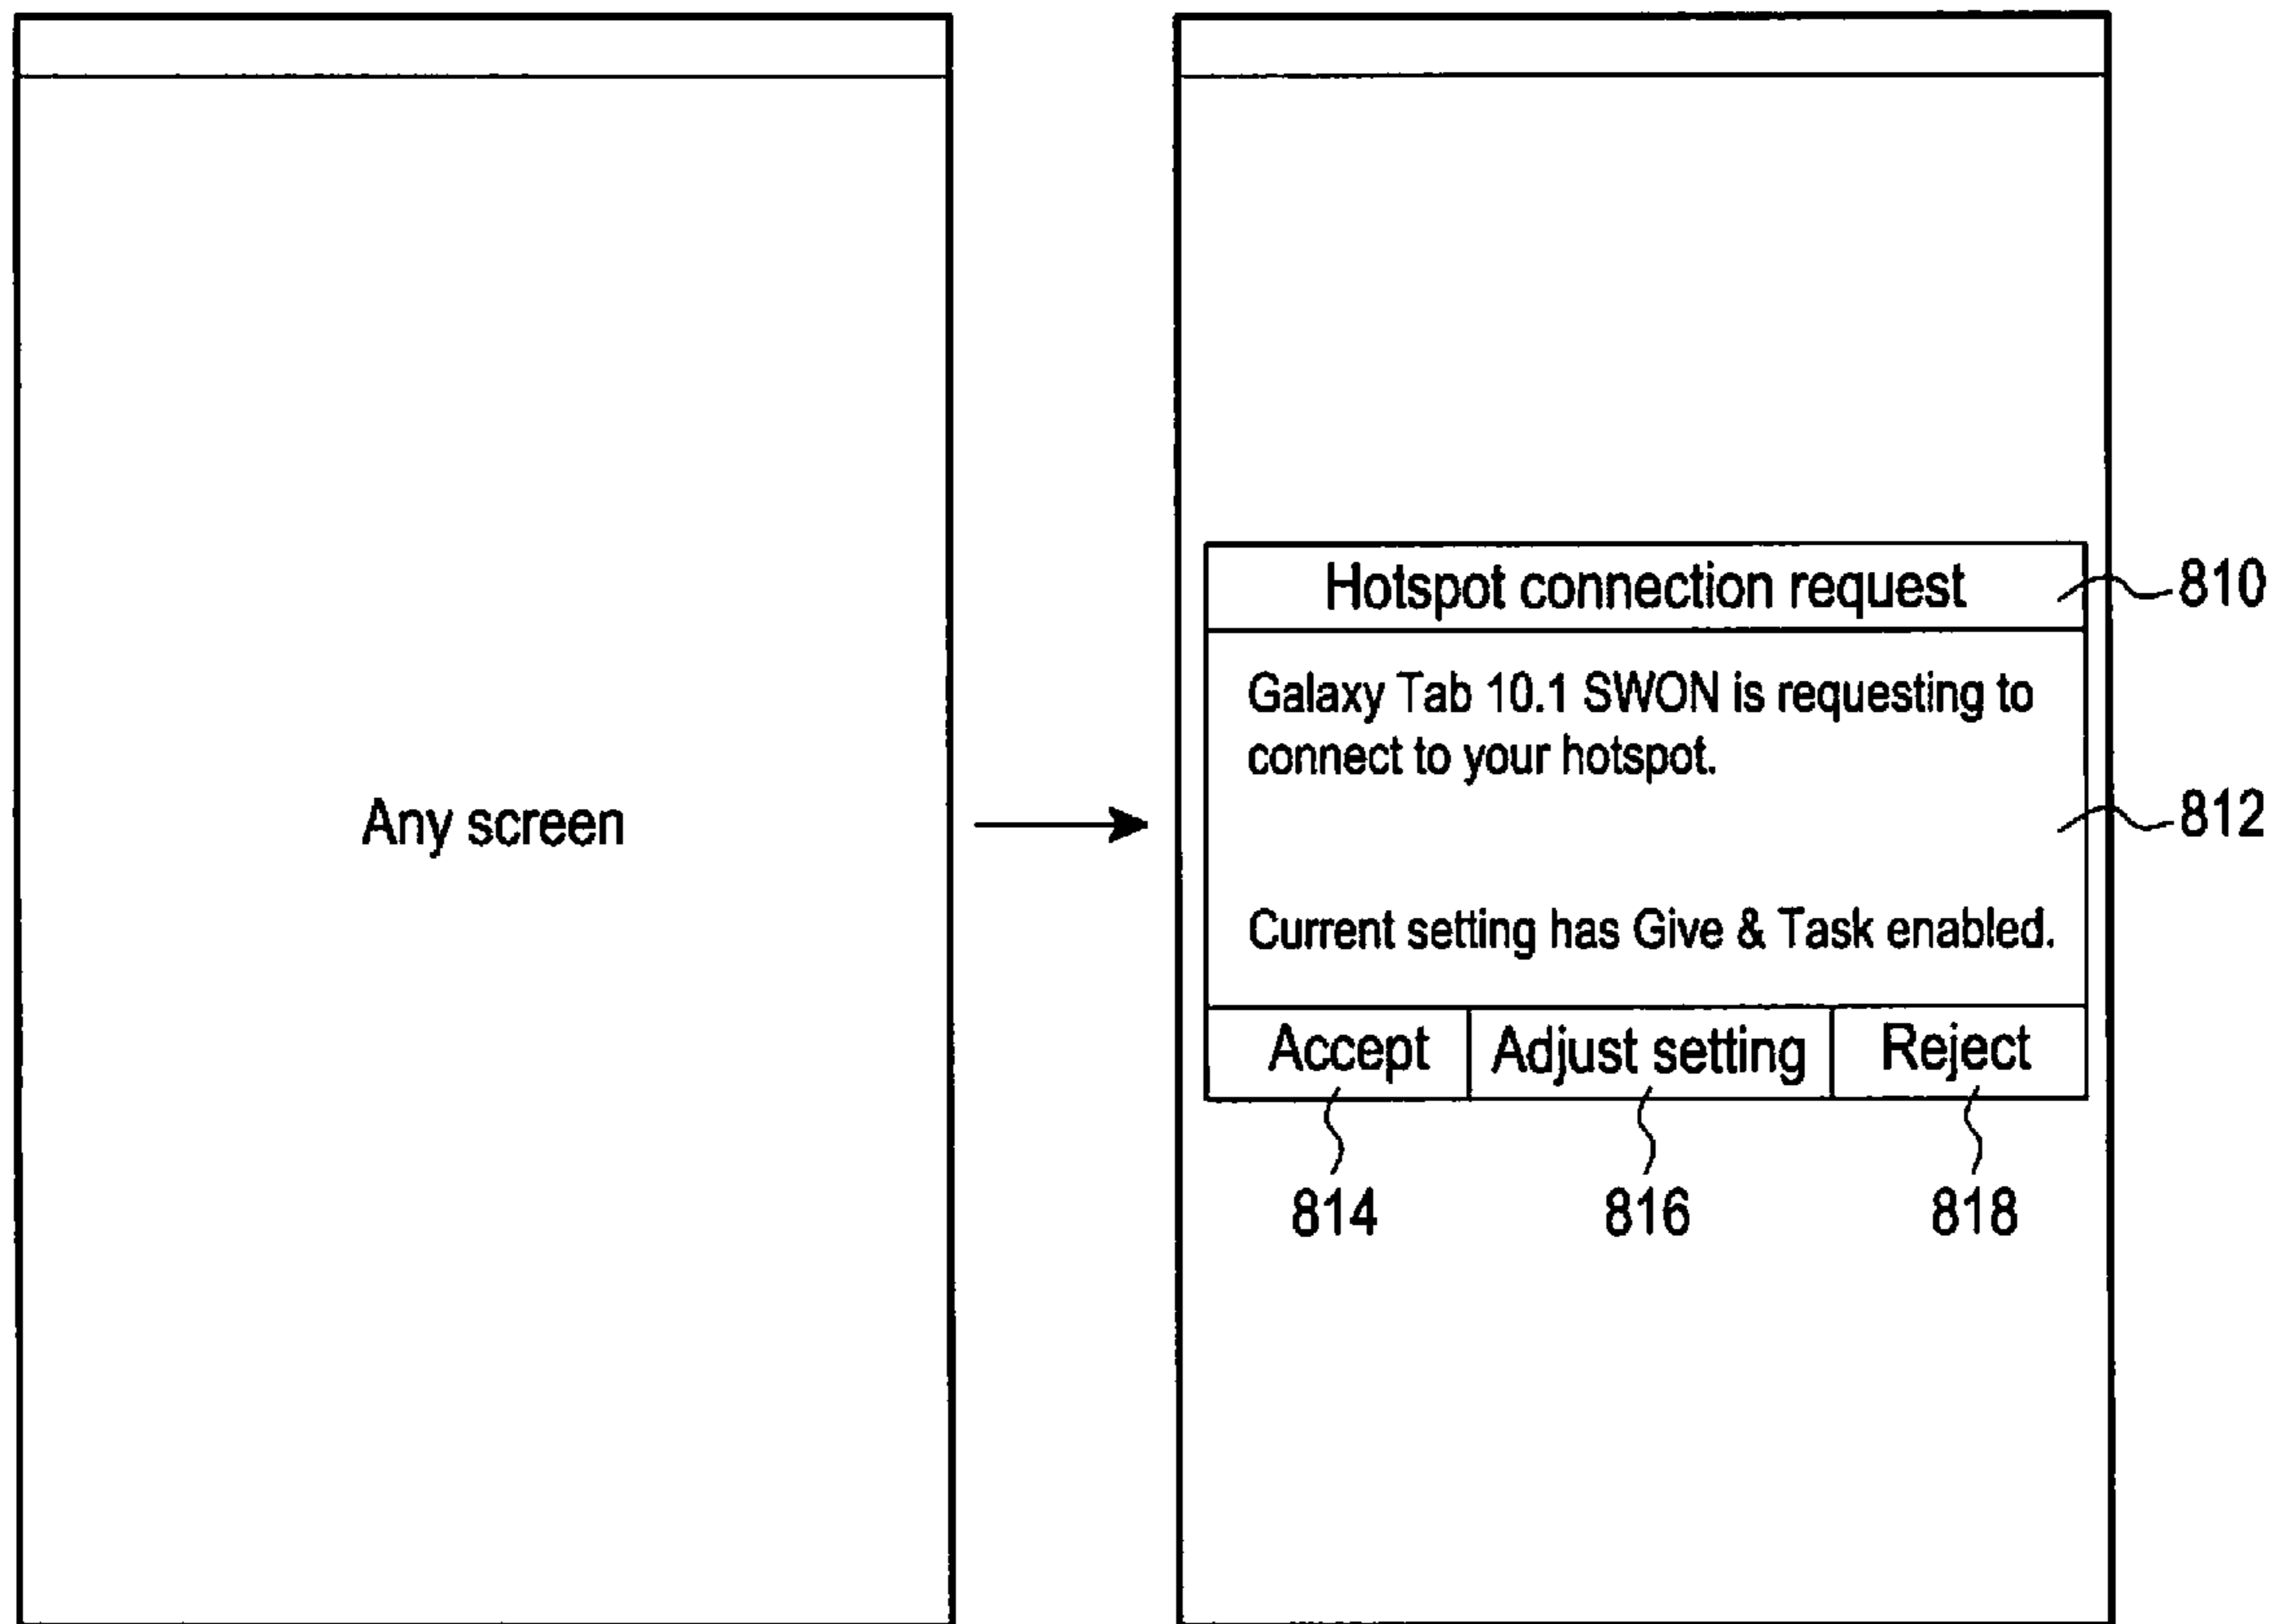 Any screen
Hotspot connection request
810
Galaxy Tab 10.1 SWON is requesting to
connect to your hotspot.
812
Current setting has Give & Task enabled.
Accept
Adjust setting
Reject
814
816
818